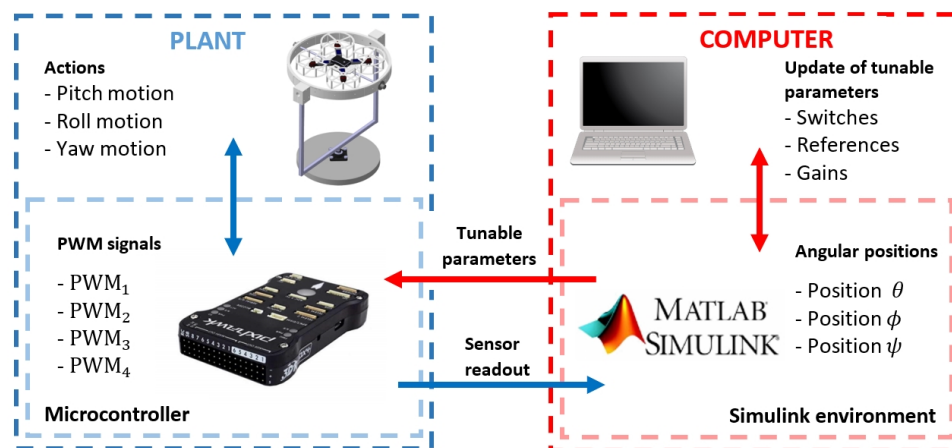 PLANT
Actions
- Pitch motion
- Roll motion
- Yaw motion
PWM signals
- PWM₁
- PWM₂
- PWM₃
- PWM₄
pixhawk
Microcontroller
Tunable
parameters
Sensor
readout
COMPUTER
Update of tunable
parameters
- Switches
- References
- Gains
Angular positions
- Position θ
- Position ϕ
- Position ψ
MATLAB
SIMULINK
Simulink environment